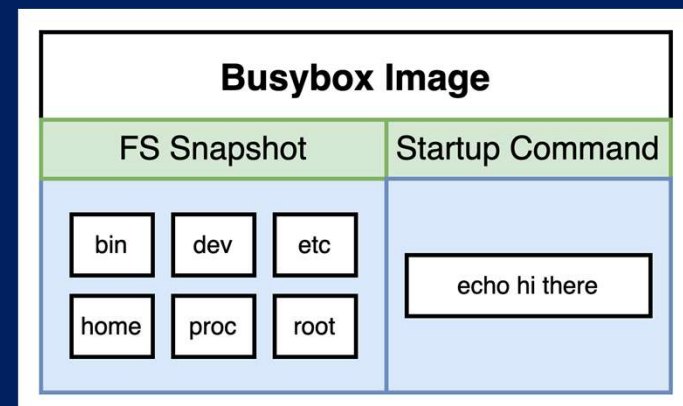 Busybox Image
FS Snapshot
Startup Command
bin dev etc
home proc root
echo hi there